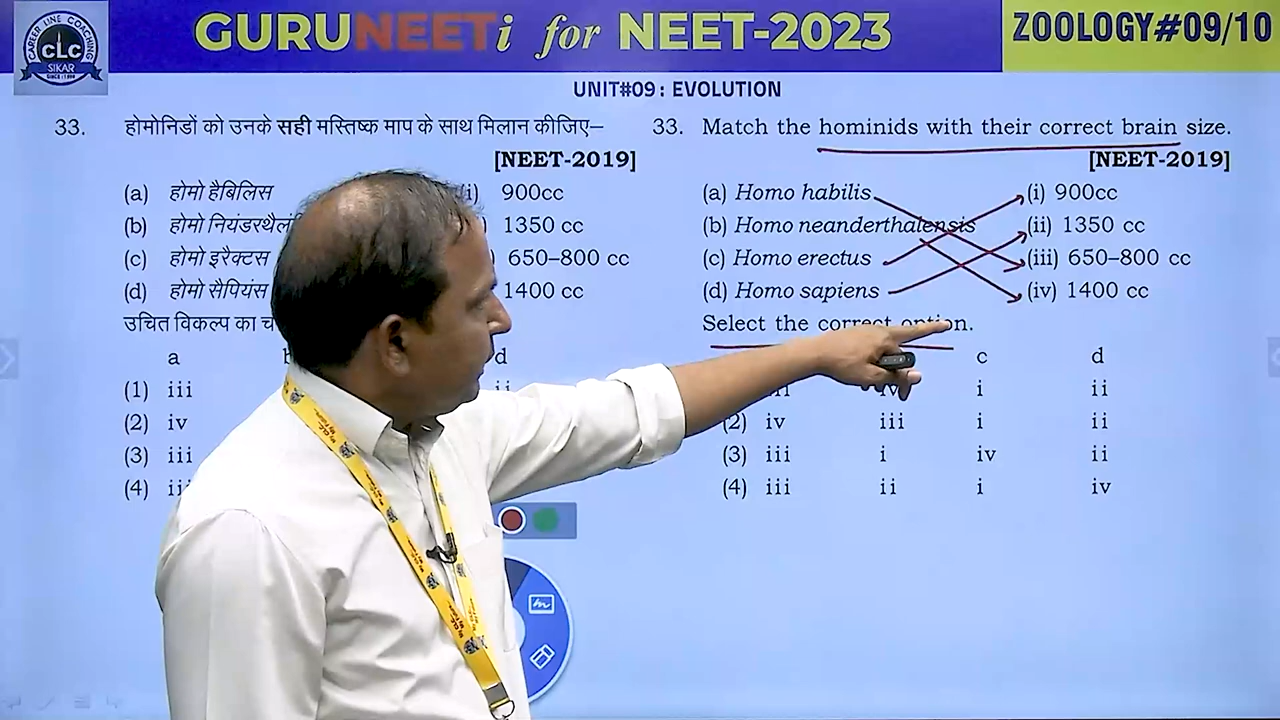 CAREER LINE COACHING
CLC
SIKAR
SINCE : 1996
GURUNEETi for NEET-2023
ZOOLOGY#09/10
UNIT#09 : EVOLUTION
33. होमोनिडों को उनके सही मस्तिष्क माप के साथ मिलान कीजिए–
[NEET-2019]
(a) होमो हैबिलिस (i) 900cc
(b) 1350 cc
(c) होमो इरैक्टस ) 650–800 cc
(d) होमो सैपियंस 1400 cc
उचित विकल्प का
a d
(1) iii ii
(2) iv
(3) iii
(4)
33. Match the hominids with their correct brain size.
[NEET-2019]
(a) Homo habilis (i) 900cc
(b) Homo neanderthalensis (ii) 1350 cc
(c) Homo erectus (iii) 650–800 cc
(d) Homo sapiens (iv) 1400 cc
Select the correct option.
c d
iii iv i ii
(2) iv iii i ii
(3) iii i iv ii
(4) iii ii i iv